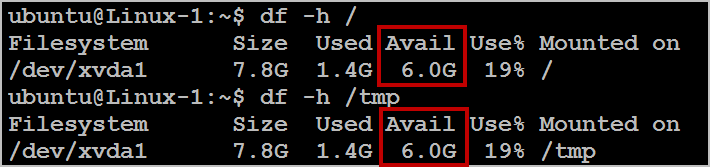 ubuntu@Linux-1:~$ df -h /
Filesystem      Size  Used Avail Use% Mounted on
/dev/xvda1      7.8G  1.4G  6.0G  19% /
ubuntu@Linux-1:~$ df -h /tmp
Filesystem      Size  Used Avail Use% Mounted on
/dev/xvda1      7.8G  1.4G  6.0G  19% /tmp